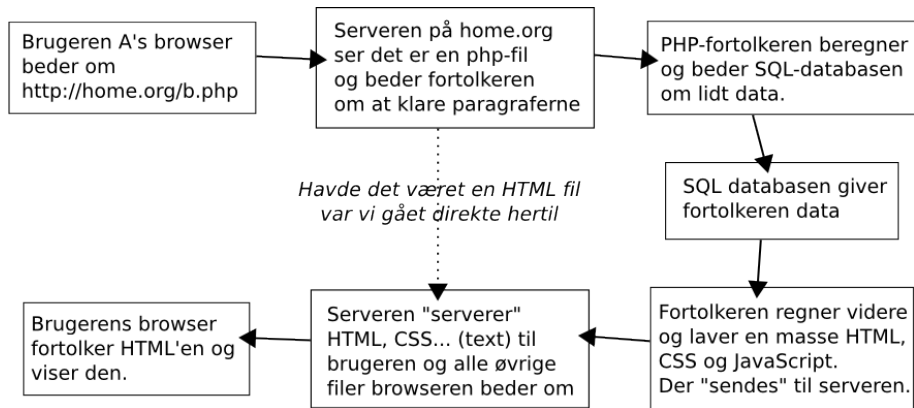 Brugeren A's browser
beder om
http://home.org/b.php
Serveren på home.org
ser det er en php-fil
og beder fortolkeren
om at klare paragraferne
PHP-fortolkeren beregner
og beder SQL-databasen
om lidt data.
SQL databasen giver
fortolkeren data
Havde det været en HTML fil
var vi gået direkte hertil
Fortolkeren regner videre
og laver en masse HTML,
CSS og JavaScript.
Der "sendes" til serveren.
Serveren "serverer"
HTML, CSS... (text) til
brugeren og alle øvrige
filer browseren beder om
Brugerens browser
fortolker HTML'en og
viser den.